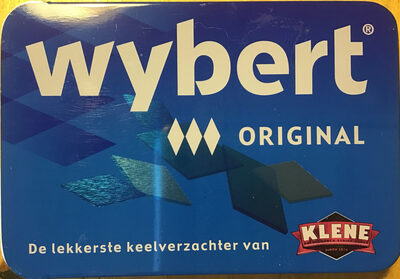 wybert®
ORIGINAL
De lekkerste keelverzachter van
KLENE